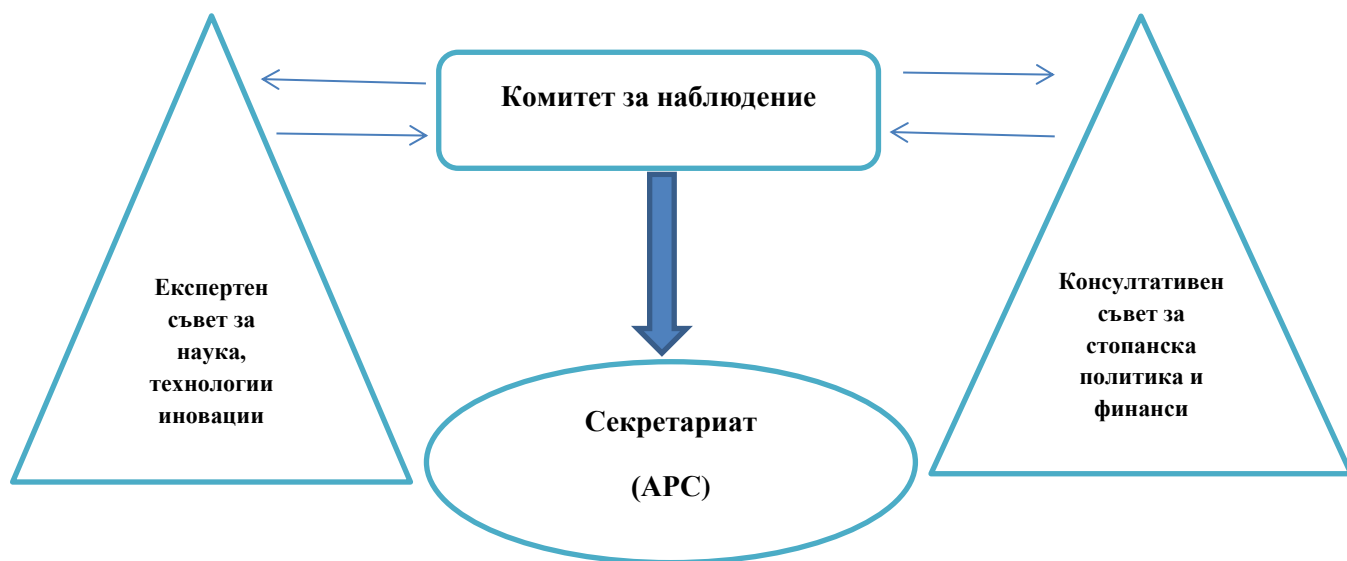 Комитет за наблюдение
Експертен
съвет за
наука,
технологии
иновации
Консултативен
съвет за
стопанска
политика и
финанси
Секретариат
(АРС)